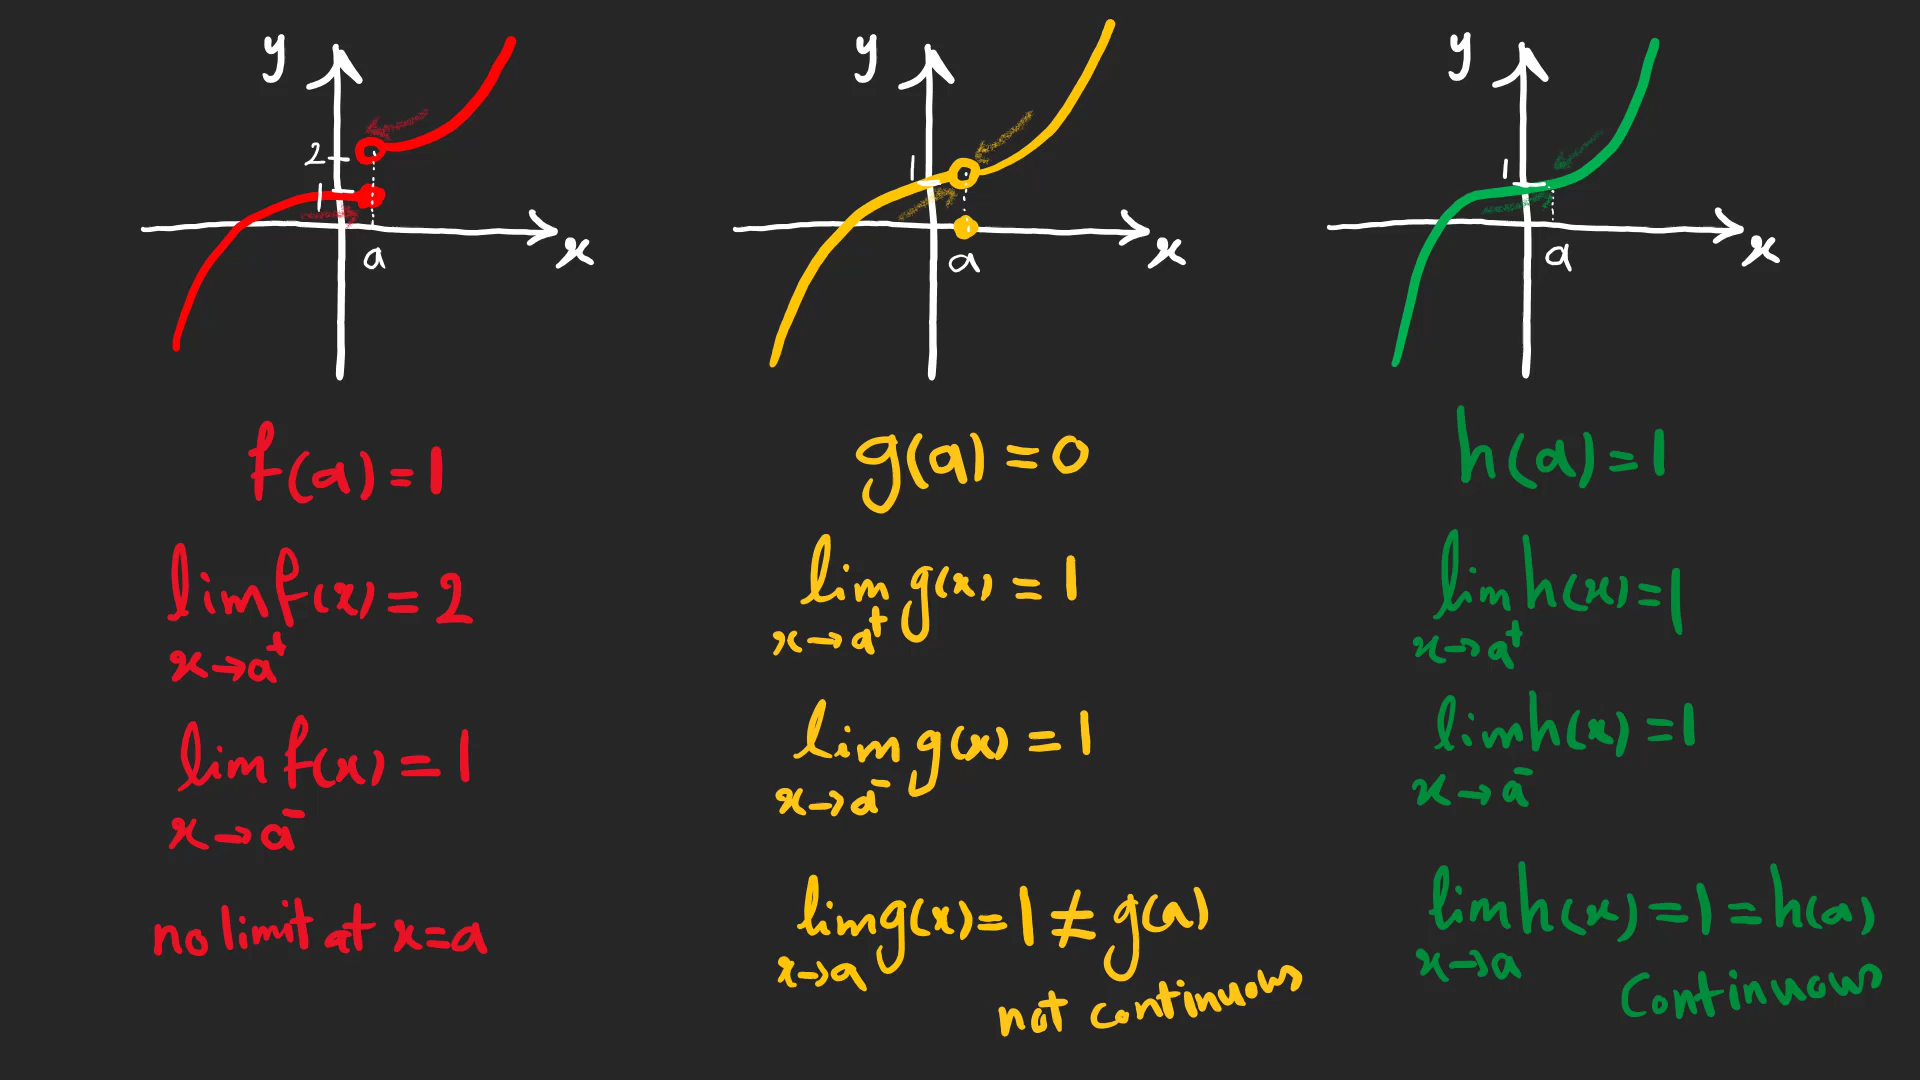 y
2
1
a
x
f(a)=1
lim f(x)=2
x→a⁺
lim f(x)=1
x→a⁻
no limit at x=a
y
1
a
x
g(a)=0
lim g(x)=1
x→a⁺
lim g(x)=1
x→a⁻
lim g(x)=1≠g(a)
x→a
not continuous
y
1
a
x
h(a)=1
lim h(x)=1
x→a⁺
lim h(x)=1
x→a⁻
lim h(x)=1=h(a)
x→a
Continuous